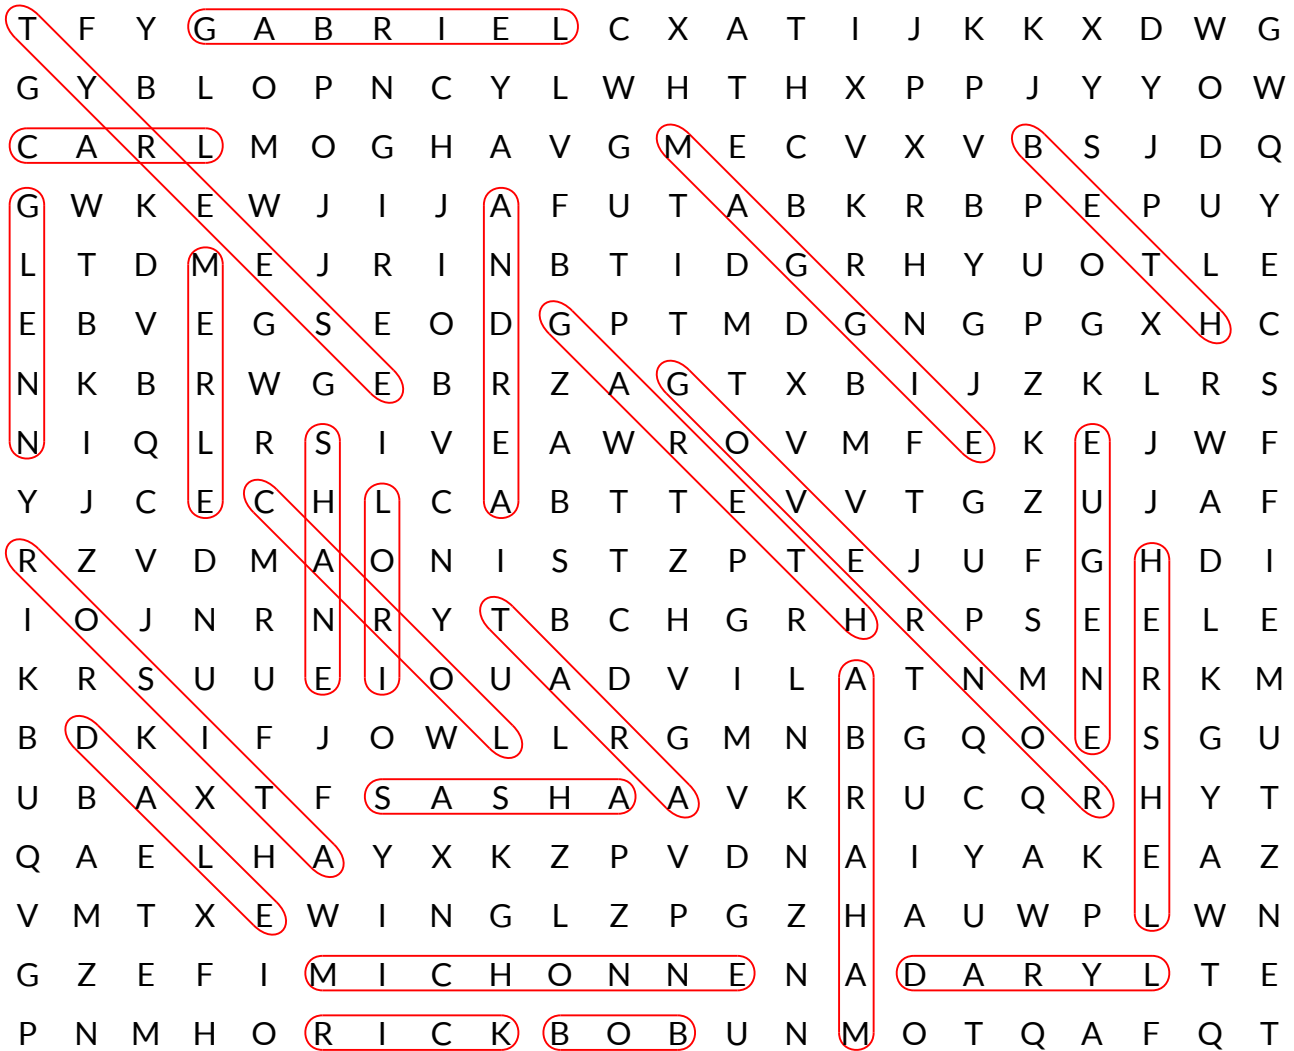 T F Y G A B R I E L C X A T I J K K X D W G
G Y B L O P N C Y L W H T H X P P J Y Y O W
C A R L M O G H A V G M E C V X V B S J D Q
G W K E W J I J A F U T A B K R B P E P U Y
L T D M E J R I N B T I D G R H Y U O T L E
E B V E G S E O D G P T M D G N G P G X H C
N K B R W G E B R Z A G T X B I J Z K L R S
N I Q L R S I V E A W R O V M F E K E J W F
Y J C E C H L C A B T T E V V T G Z U J A F
R Z V D M A O N I S T Z P T E J U F G H D I
I O J N R N R Y T B C H G R H R P S E E L E
K R S U U E I O U A D V I L A T N M N R K M
B D K I F J O W L L R G M N B G Q O E S G U
U B A X T F S A S H A A V K R U C Q R H Y T
Q A E L H A Y X K Z P V D N A I Y A K E A Z
V M T X E W I N G L Z P G Z H A U W P L W N
G Z E F I M I C H O N N E N A D A R Y L T E
P N M H O R I C K B O B U N M O T Q A F Q T